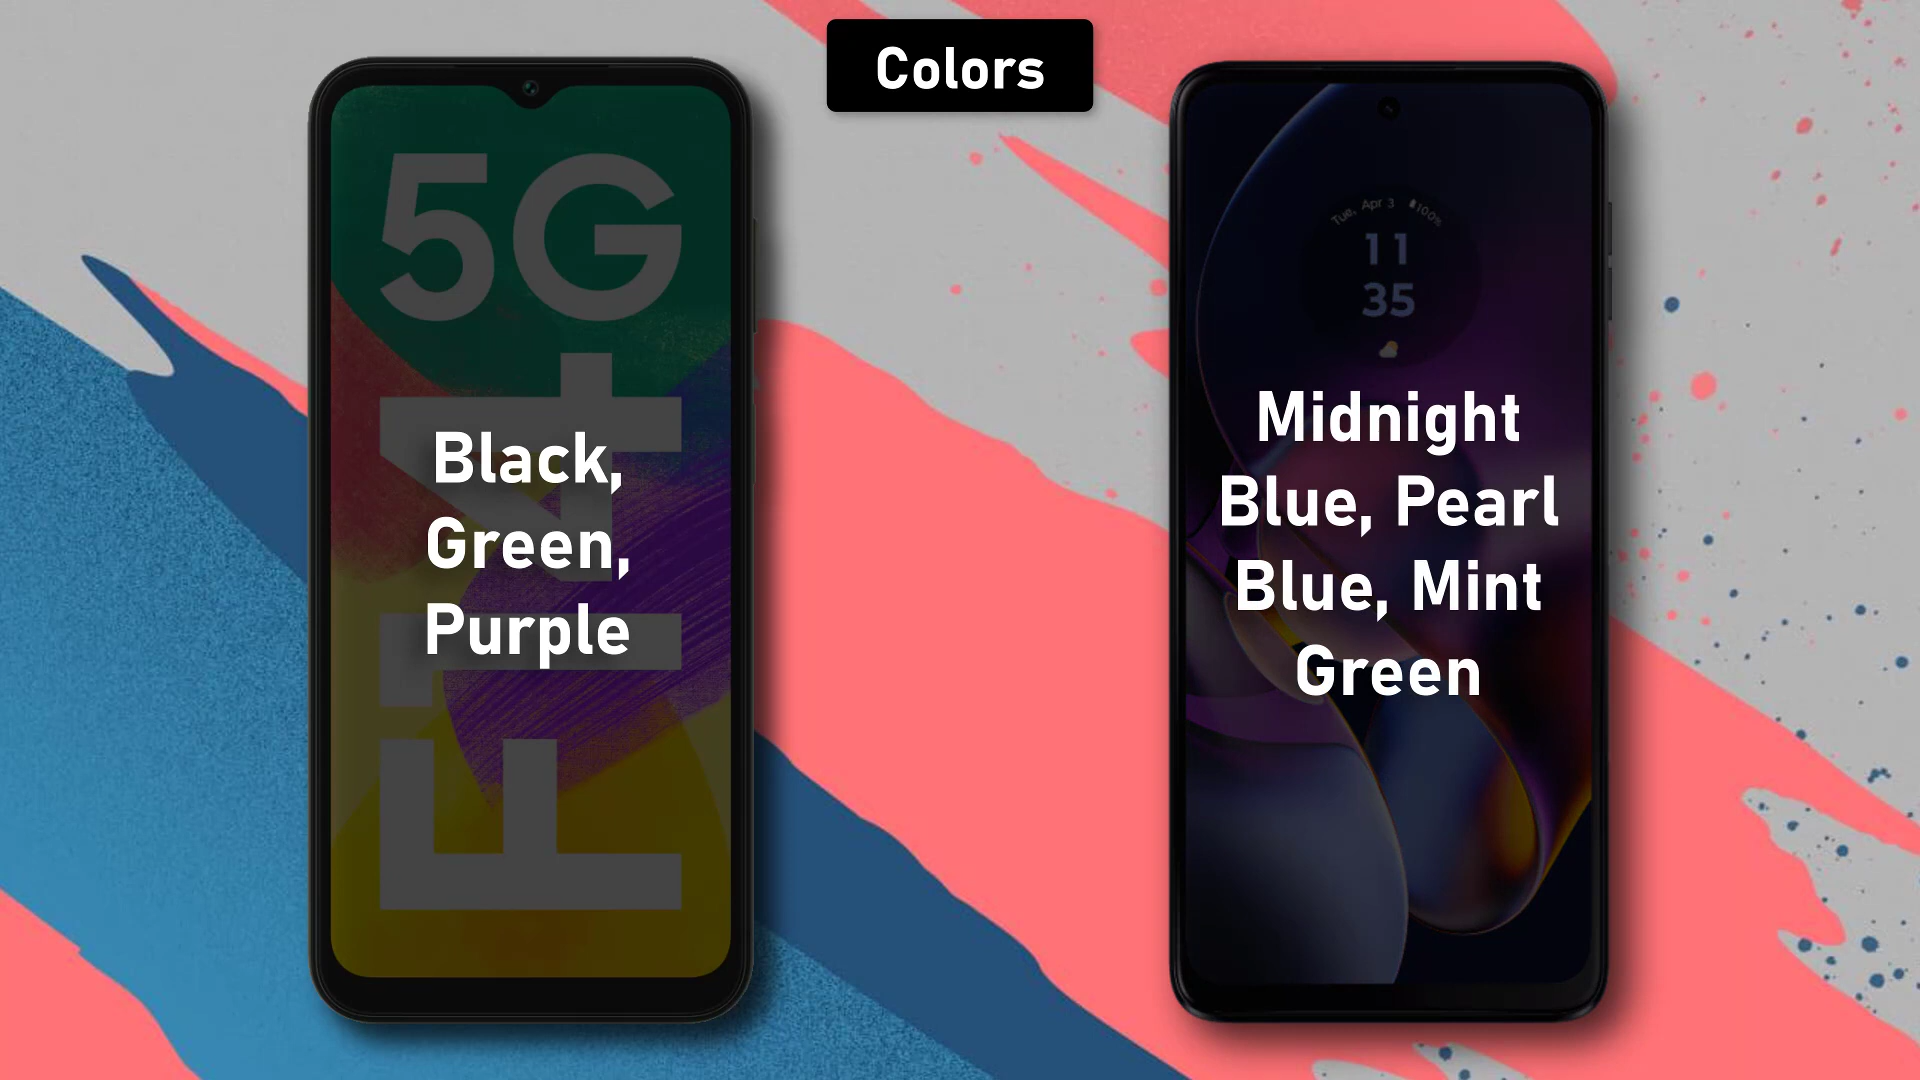 Colors
5G
F14
Black,
Green,
Purple
Tue, Apr 3 100%
11
35
Midnight
Blue, Pearl
Blue, Mint
Green